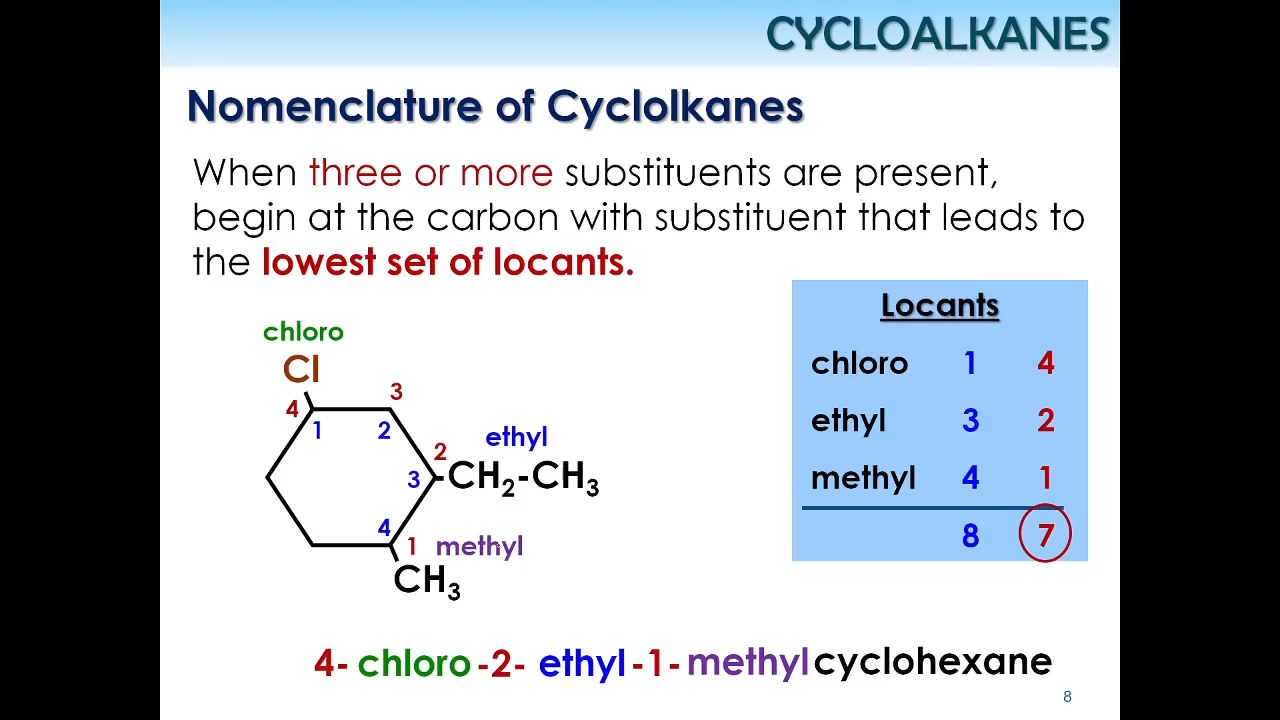 CYCLOALKANES
Nomenclature of Cyclolkanes
When three or more substituents are present,
begin at the carbon with substituent that leads to
the lowest set of locants.
Locants
chloro 1 4
ethyl 3 2
methyl 4 1
8 7
chloro
Cl
4 3
1 2
2 ethyl
3 -CH2-CH3
4
1 methyl
CH3
4- chloro -2- ethyl -1- methyl cyclohexane
8